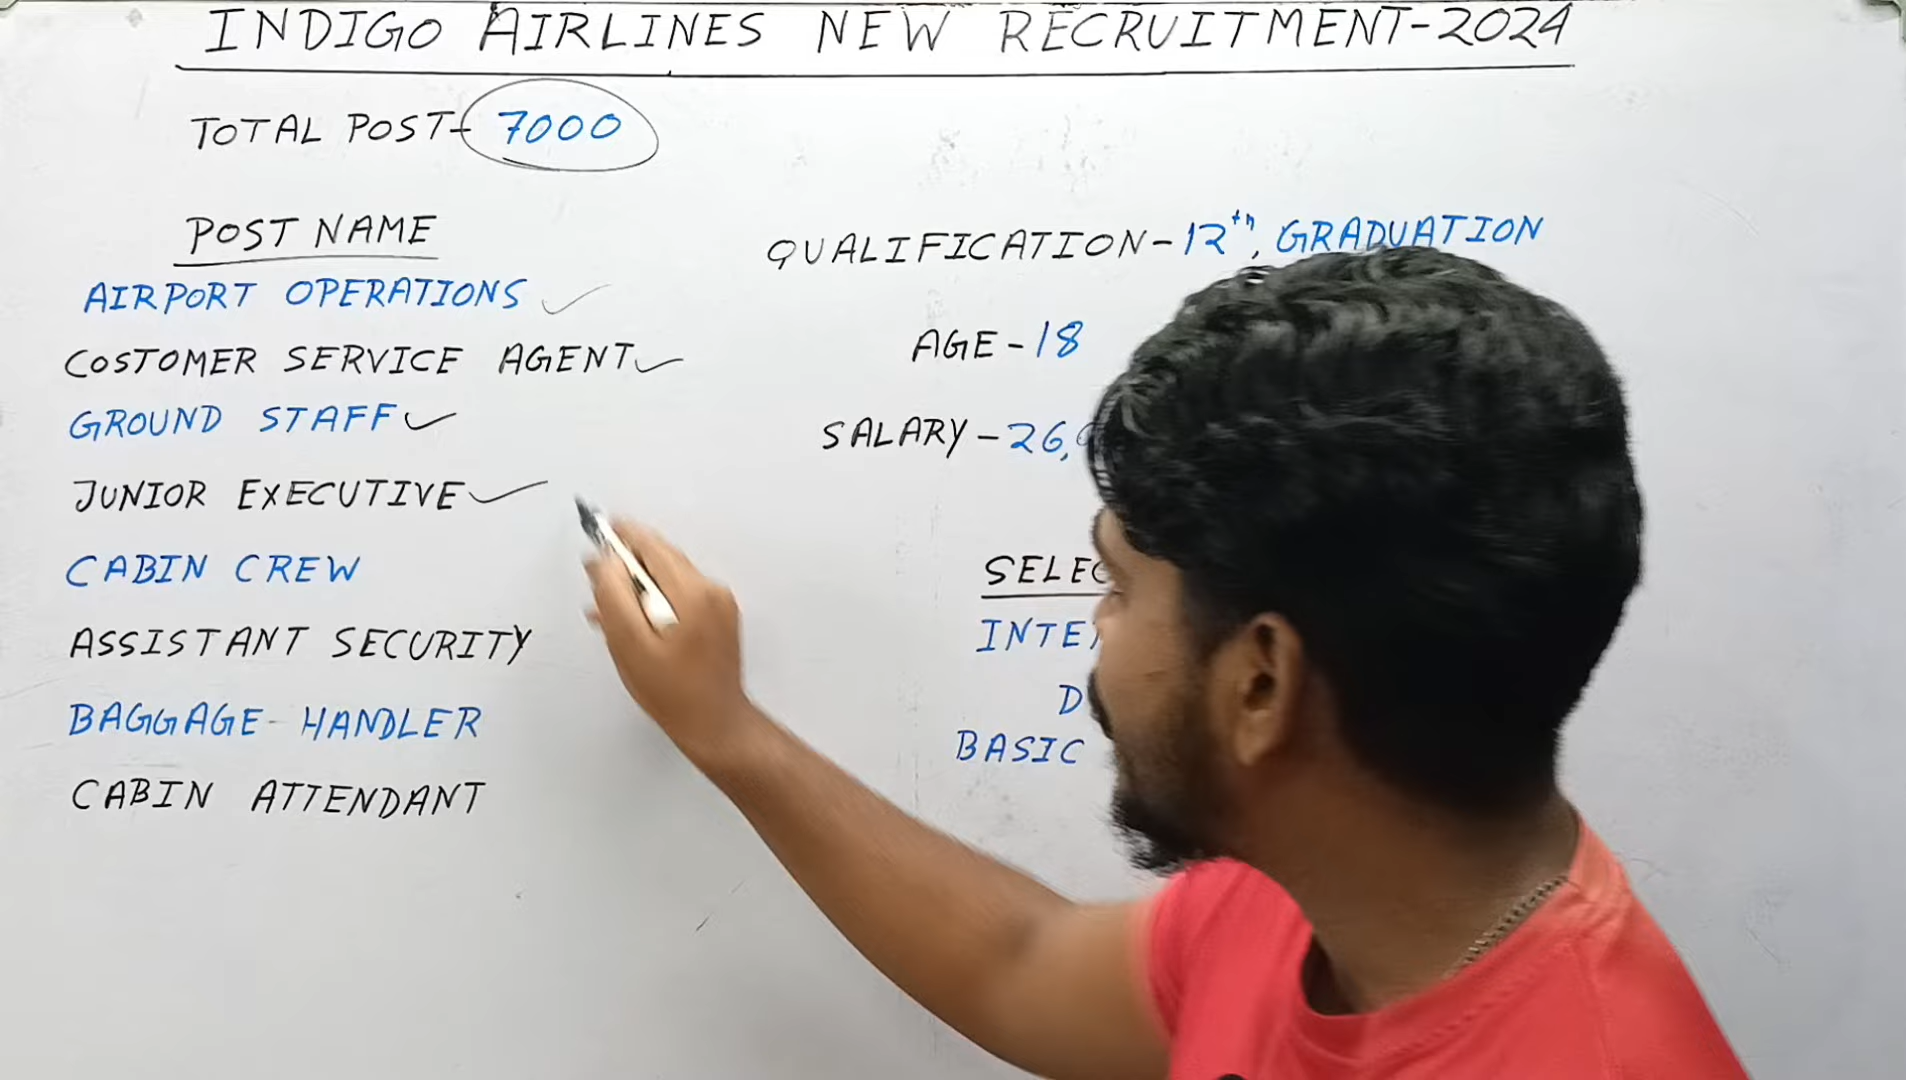 INDIGO AIRLINES NEW RECRUITMENT-2024
TOTAL POST- 7000
POST NAME
AIRPORT OPERATIONS
COSTOMER SERVICE AGENT
GROUND STAFF
JUNIOR EXECUTIVE
CABIN CREW
ASSISTANT SECURITY
BAGGAGE HANDLER
CABIN ATTENDANT
QUALIFICATION-12th, GRADUATION
AGE-18
SALARY-26,
BASIC